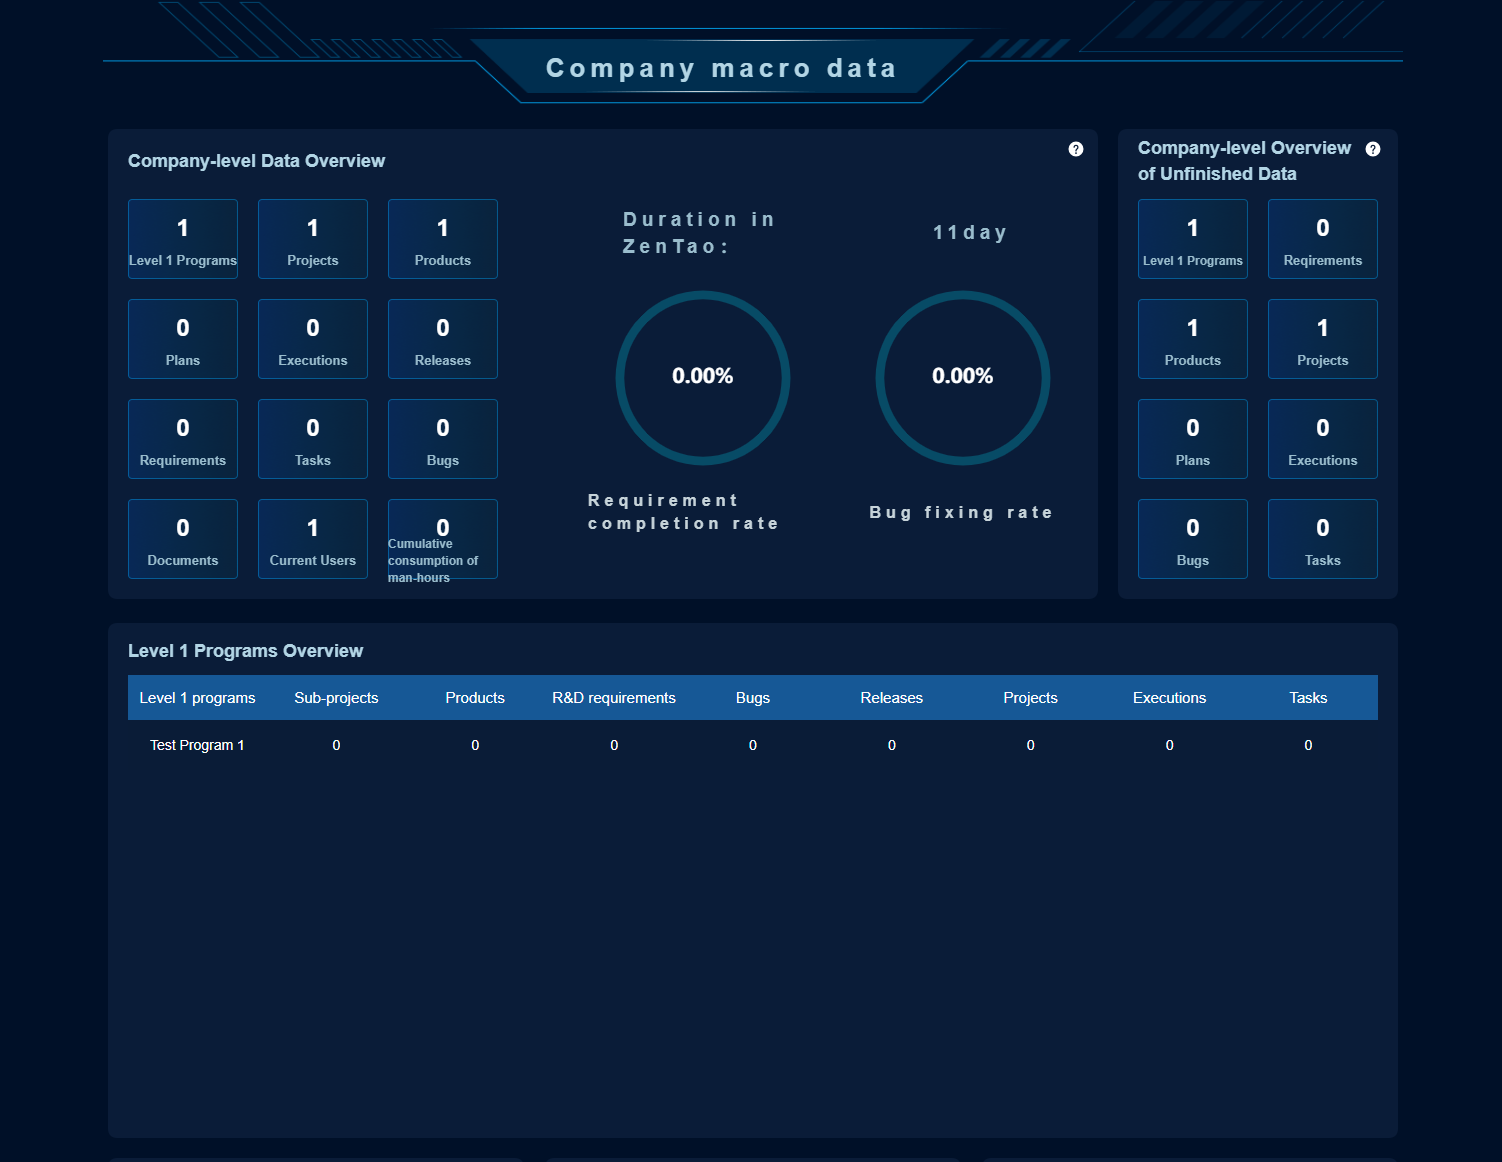 Company macro data
Company-level Data Overview
?
1
Level 1 Programs
1
Projects
1
Products
0
Plans
0
Executions
0
Releases
0
Requirements
0
Tasks
0
Bugs
0
Documents
1
Current Users
0
Cumulative
consumption of
man-hours
Duration in
ZenTao:
11day
0.00%
0.00%
Requirement
completion rate
Bug fixing rate
Company-level Overview
of Unfinished Data
?
1
Level 1 Programs
0
Reqirements
1
Products
1
Projects
0
Plans
0
Executions
0
Bugs
0
Tasks
Level 1 Programs Overview
Level 1 programs Sub-projects Products R&D requirements Bugs Releases Projects Executions Tasks
Test Program 1 0 0 0 0 0 0 0 0